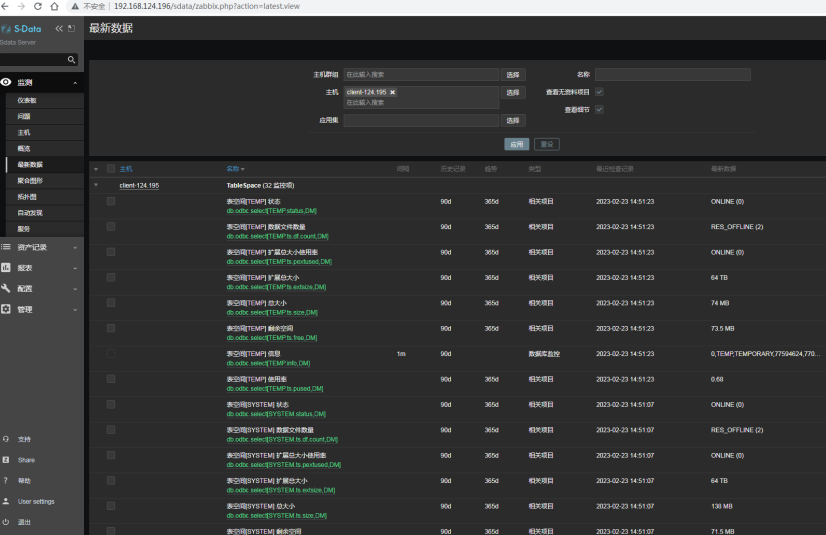 不安全 192.168.124.196/sdata/zabbix.php?action=latest.view
S-Data
Sdata Server
监测
仪表板
问题
主机
概览
最新数据
聚合图形
拓扑图
自动发现
服务
资产记录
报表
配置
管理
支持
Share
帮助
User settings
退出
最新数据
主机群组 在此输入搜索 选择
主机 client-124.195 选择
在此输入搜索
应用集 选择
名称
查看无资料项目
查看细节
应用 重设
主机 名称 间隔 历史记录 趋势 类型 最近检查记录 最新数据
client-124.195 TableSpace (32 监控项)
表空间[TEMP] 状态 90d 365d 相关项目 2023-02-23 14:51:23 ONLINE (0)
db.odbc.select[TEMP.status,DM]
表空间[TEMP] 数据文件数量 90d 365d 相关项目 2023-02-23 14:51:23 RES_OFFLINE (2)
db.odbc.select[TEMP.ts.df.count,DM]
表空间[TEMP] 扩展总大小使用率 90d 365d 相关项目 2023-02-23 14:51:23 ONLINE (0)
db.odbc.select[TEMP.ts.pextused,DM]
表空间[TEMP] 扩展总大小 90d 365d 相关项目 2023-02-23 14:51:23 64 TB
db.odbc.select[TEMP.ts.extsize,DM]
表空间[TEMP] 总大小 90d 365d 相关项目 2023-02-23 14:51:23 74 MB
db.odbc.select[TEMP.ts.size,DM]
表空间[TEMP] 剩余空间 90d 365d 相关项目 2023-02-23 14:51:23 73.5 MB
db.odbc.select[TEMP.ts.free,DM]
表空间[TEMP] 信息 1m 90d 数据库监控 2023-02-23 14:51:23 0,TEMP,TEMPORARY,77594624,770...
db.odbc.select[TEMP.info,DM]
表空间[TEMP] 使用率 90d 365d 相关项目 2023-02-23 14:51:23 0.68
db.odbc.select[TEMP.ts.pused,DM]
表空间[SYSTEM] 状态 90d 365d 相关项目 2023-02-23 14:51:07 ONLINE (0)
db.odbc.select[SYSTEM.status,DM]
表空间[SYSTEM] 数据文件数量 90d 365d 相关项目 2023-02-23 14:51:07 RES_OFFLINE (2)
db.odbc.select[SYSTEM.ts.df.count,DM]
表空间[SYSTEM] 扩展总大小使用率 90d 365d 相关项目 2023-02-23 14:51:07 ONLINE (0)
db.odbc.select[SYSTEM.ts.pextused,DM]
表空间[SYSTEM] 扩展总大小 90d 365d 相关项目 2023-02-23 14:51:07 64 TB
db.odbc.select[SYSTEM.ts.extsize,DM]
表空间[SYSTEM] 总大小 90d 365d 相关项目 2023-02-23 14:51:07 138 MB
db.odbc.select[SYSTEM.ts.size,DM]
表空间[SYSTEM] 剩余空间 90d 365d 相关项目 2023-02-23 14:51:07 71.5 MB